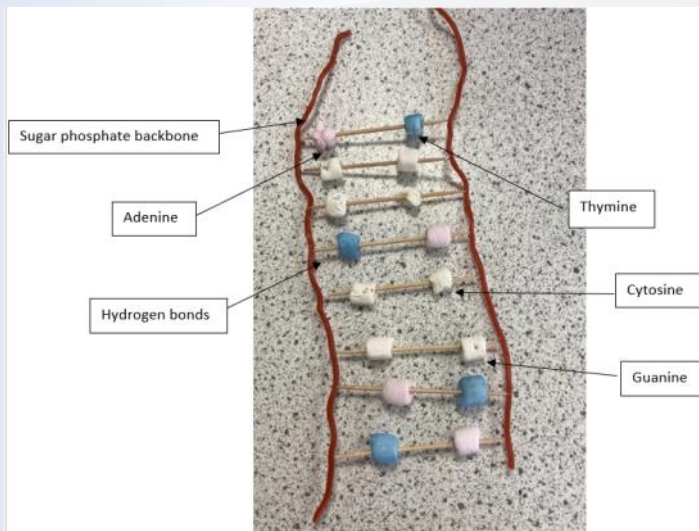 Sugar phosphate backbone
Adenine
Thymine
Hydrogen bonds
Cytosine
Guanine